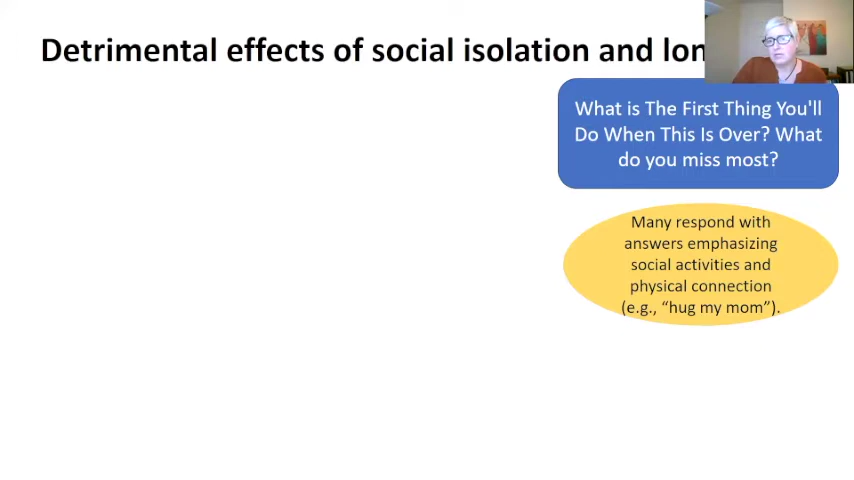 Detrimental effects of social isolation and lon
What is The First Thing You'll
Do When This Is Over? What
do you miss most?
Many respond with
answers emphasizing
social activities and
physical connection
(e.g., “hug my mom”).